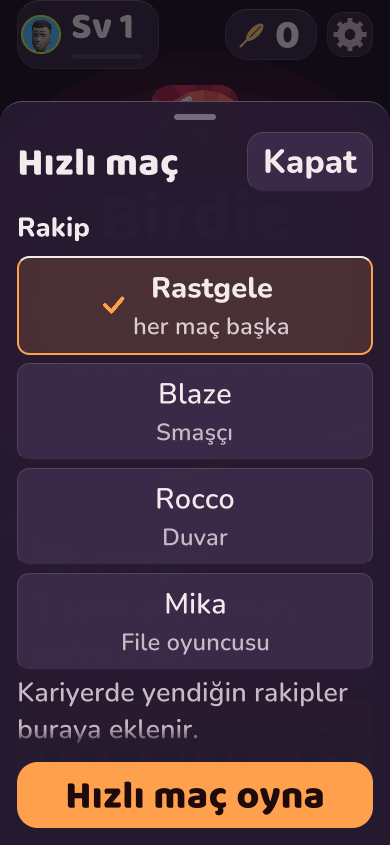 Sv 1
0
Hızlı maç
Kapat
Birdie
Rakip
Rastgele
her maç başka
Blaze
Smaşçı
Rocco
Duvar
Mika
File oyuncusu
Kariyerde yendiğin rakipler
buraya eklenir.
Hızlı maç oyna